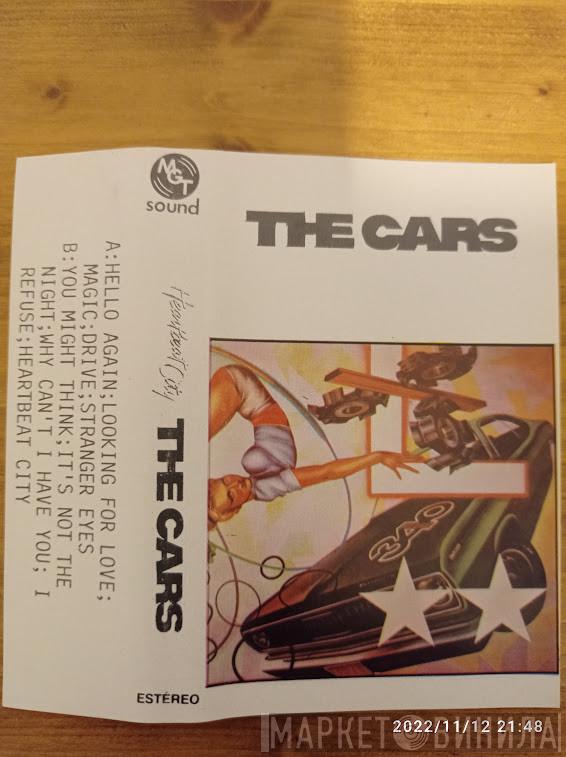 MGT
sound
THE CARS
A:HELLO AGAIN;LOOKING FOR LOVE;
MAGIC;DRIVE;STRANGER EYES
B:YOU MIGHT THINK;IT'S NOT THE
NIGHT;WHY CAN'T I HAVE YOU; I
REFUSE;HEARTBEAT CITY
Heartbeat City
THE CARS
ESTÉREO
3AO
2022/11/12 21:48
МАРКЕТ ВИНИЛА